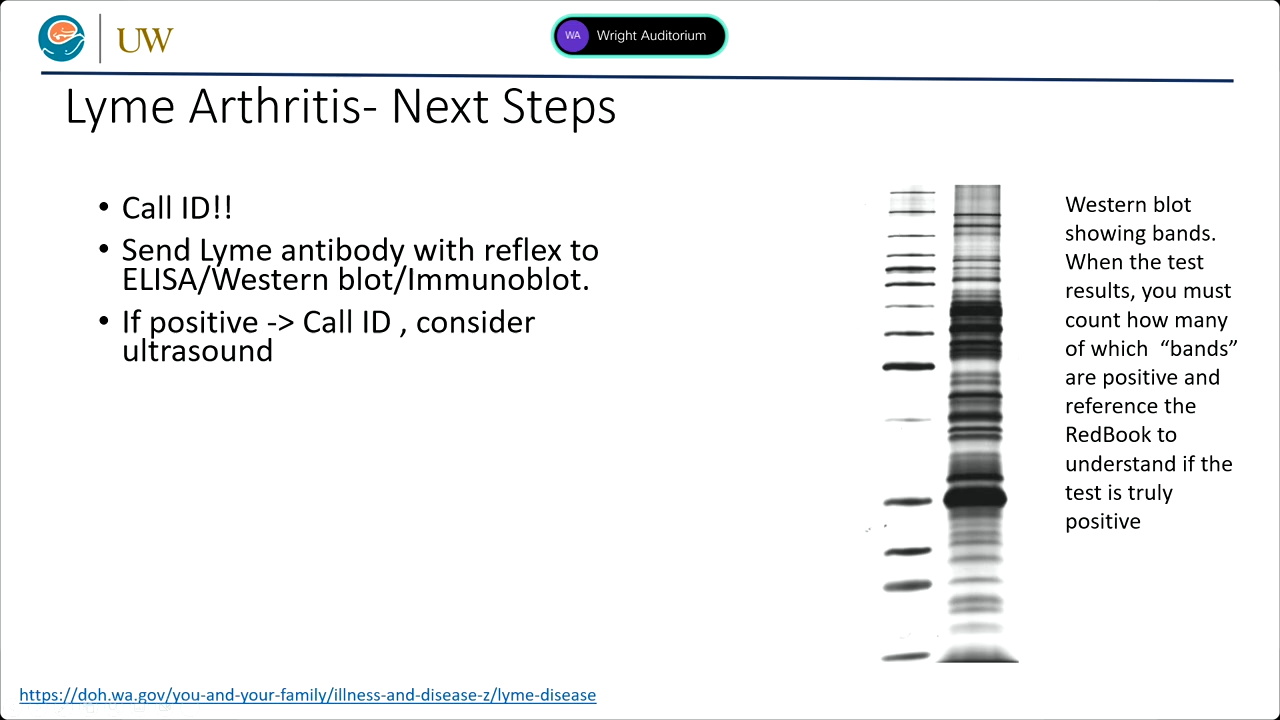 UW
WA
Wright Auditorium
Lyme Arthritis- Next Steps
• Call ID!!
• Send Lyme antibody with reflex to
ELISA/Western blot/Immunoblot.
• If positive -> Call ID , consider
ultrasound
Western blot
showing bands.
When the test
results, you must
count how many
of which “bands”
are positive and
reference the
RedBook to
understand if the
test is truly
positive
https://doh.wa.gov/you-and-your-family/illness-and-disease-z/lyme-disease